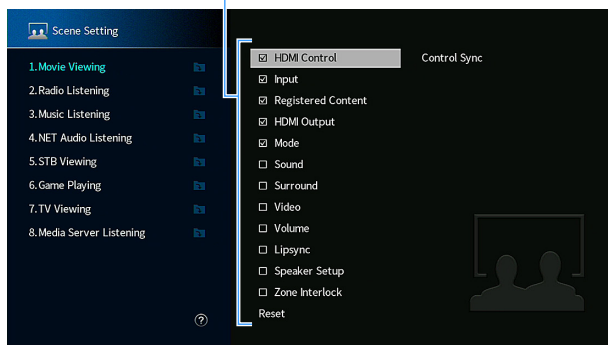 Scene Setting
1.Movie Viewing
2.Radio Listening
3.Music Listening
4.NET Audio Listening
5.STB Viewing
6.Game Playing
7.TV Viewing
8.Media Server Listening
?
HDMI Control Control Sync
Input
Registered Content
HDMI Output
Mode
Sound
Surround
Video
Volume
Lipsync
Speaker Setup
Zone Interlock
Reset